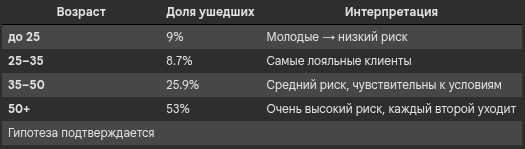 Возраст Доля ушедших Интерпретация
до 25 9% Молодые → низкий риск
25–35 8.7% Самые лояльные клиенты
35–50 25.9% Средний риск, чувствительны к условиям
50+ 53% Очень высокий риск, каждый второй уходит
Гипотеза подтверждается